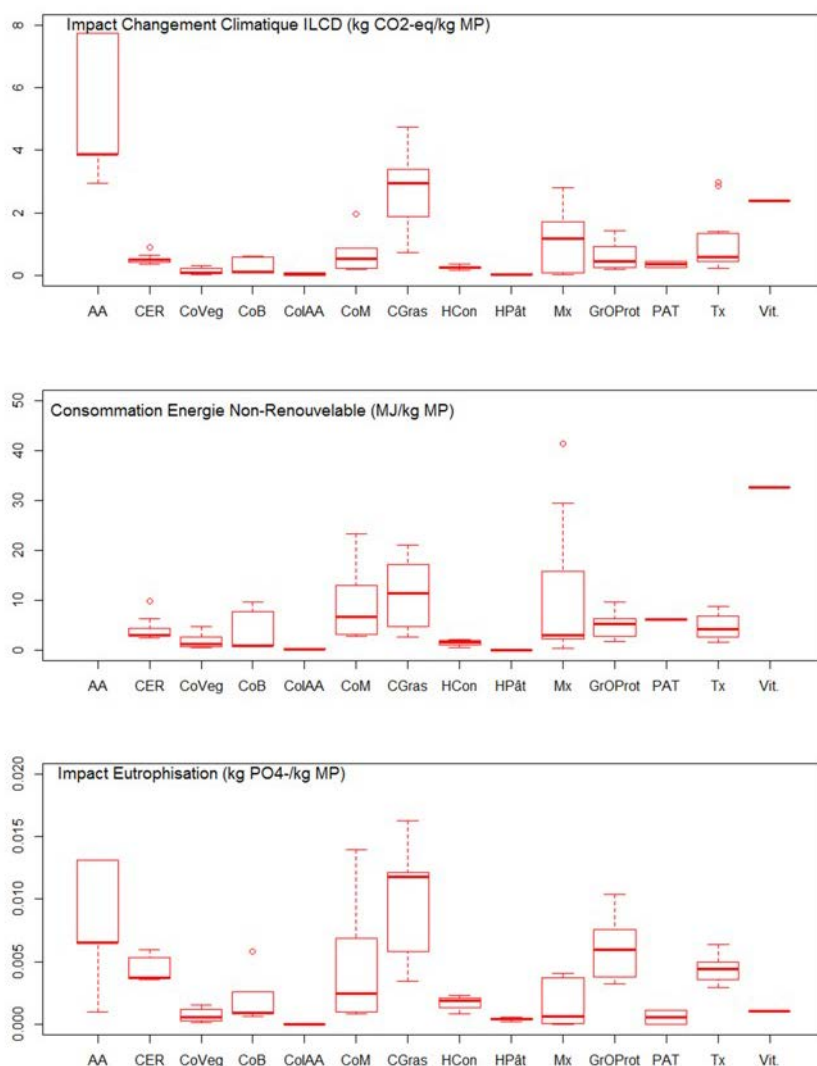 Impact Changement Climatique ILCD (kg CO2-eq/kg MP)
8
6
4
2
0
AA CER CoVeg CoB ColAA CoM CGras HCon HPât Mx GrOProt PAT Tx Vit.
Consommation Energie Non-Renouvelable (MJ/kg MP)
50
40
30
20
10
0
AA CER CoVeg CoB ColAA CoM CGras HCon HPât Mx GrOProt PAT Tx Vit.
Impact Eutrophisation (kg PO4-/kg MP)
0.020
0.015
0.010
0.005
0.000
AA CER CoVeg CoB ColAA CoM CGras HCon HPât Mx GrOProt PAT Tx Vit.